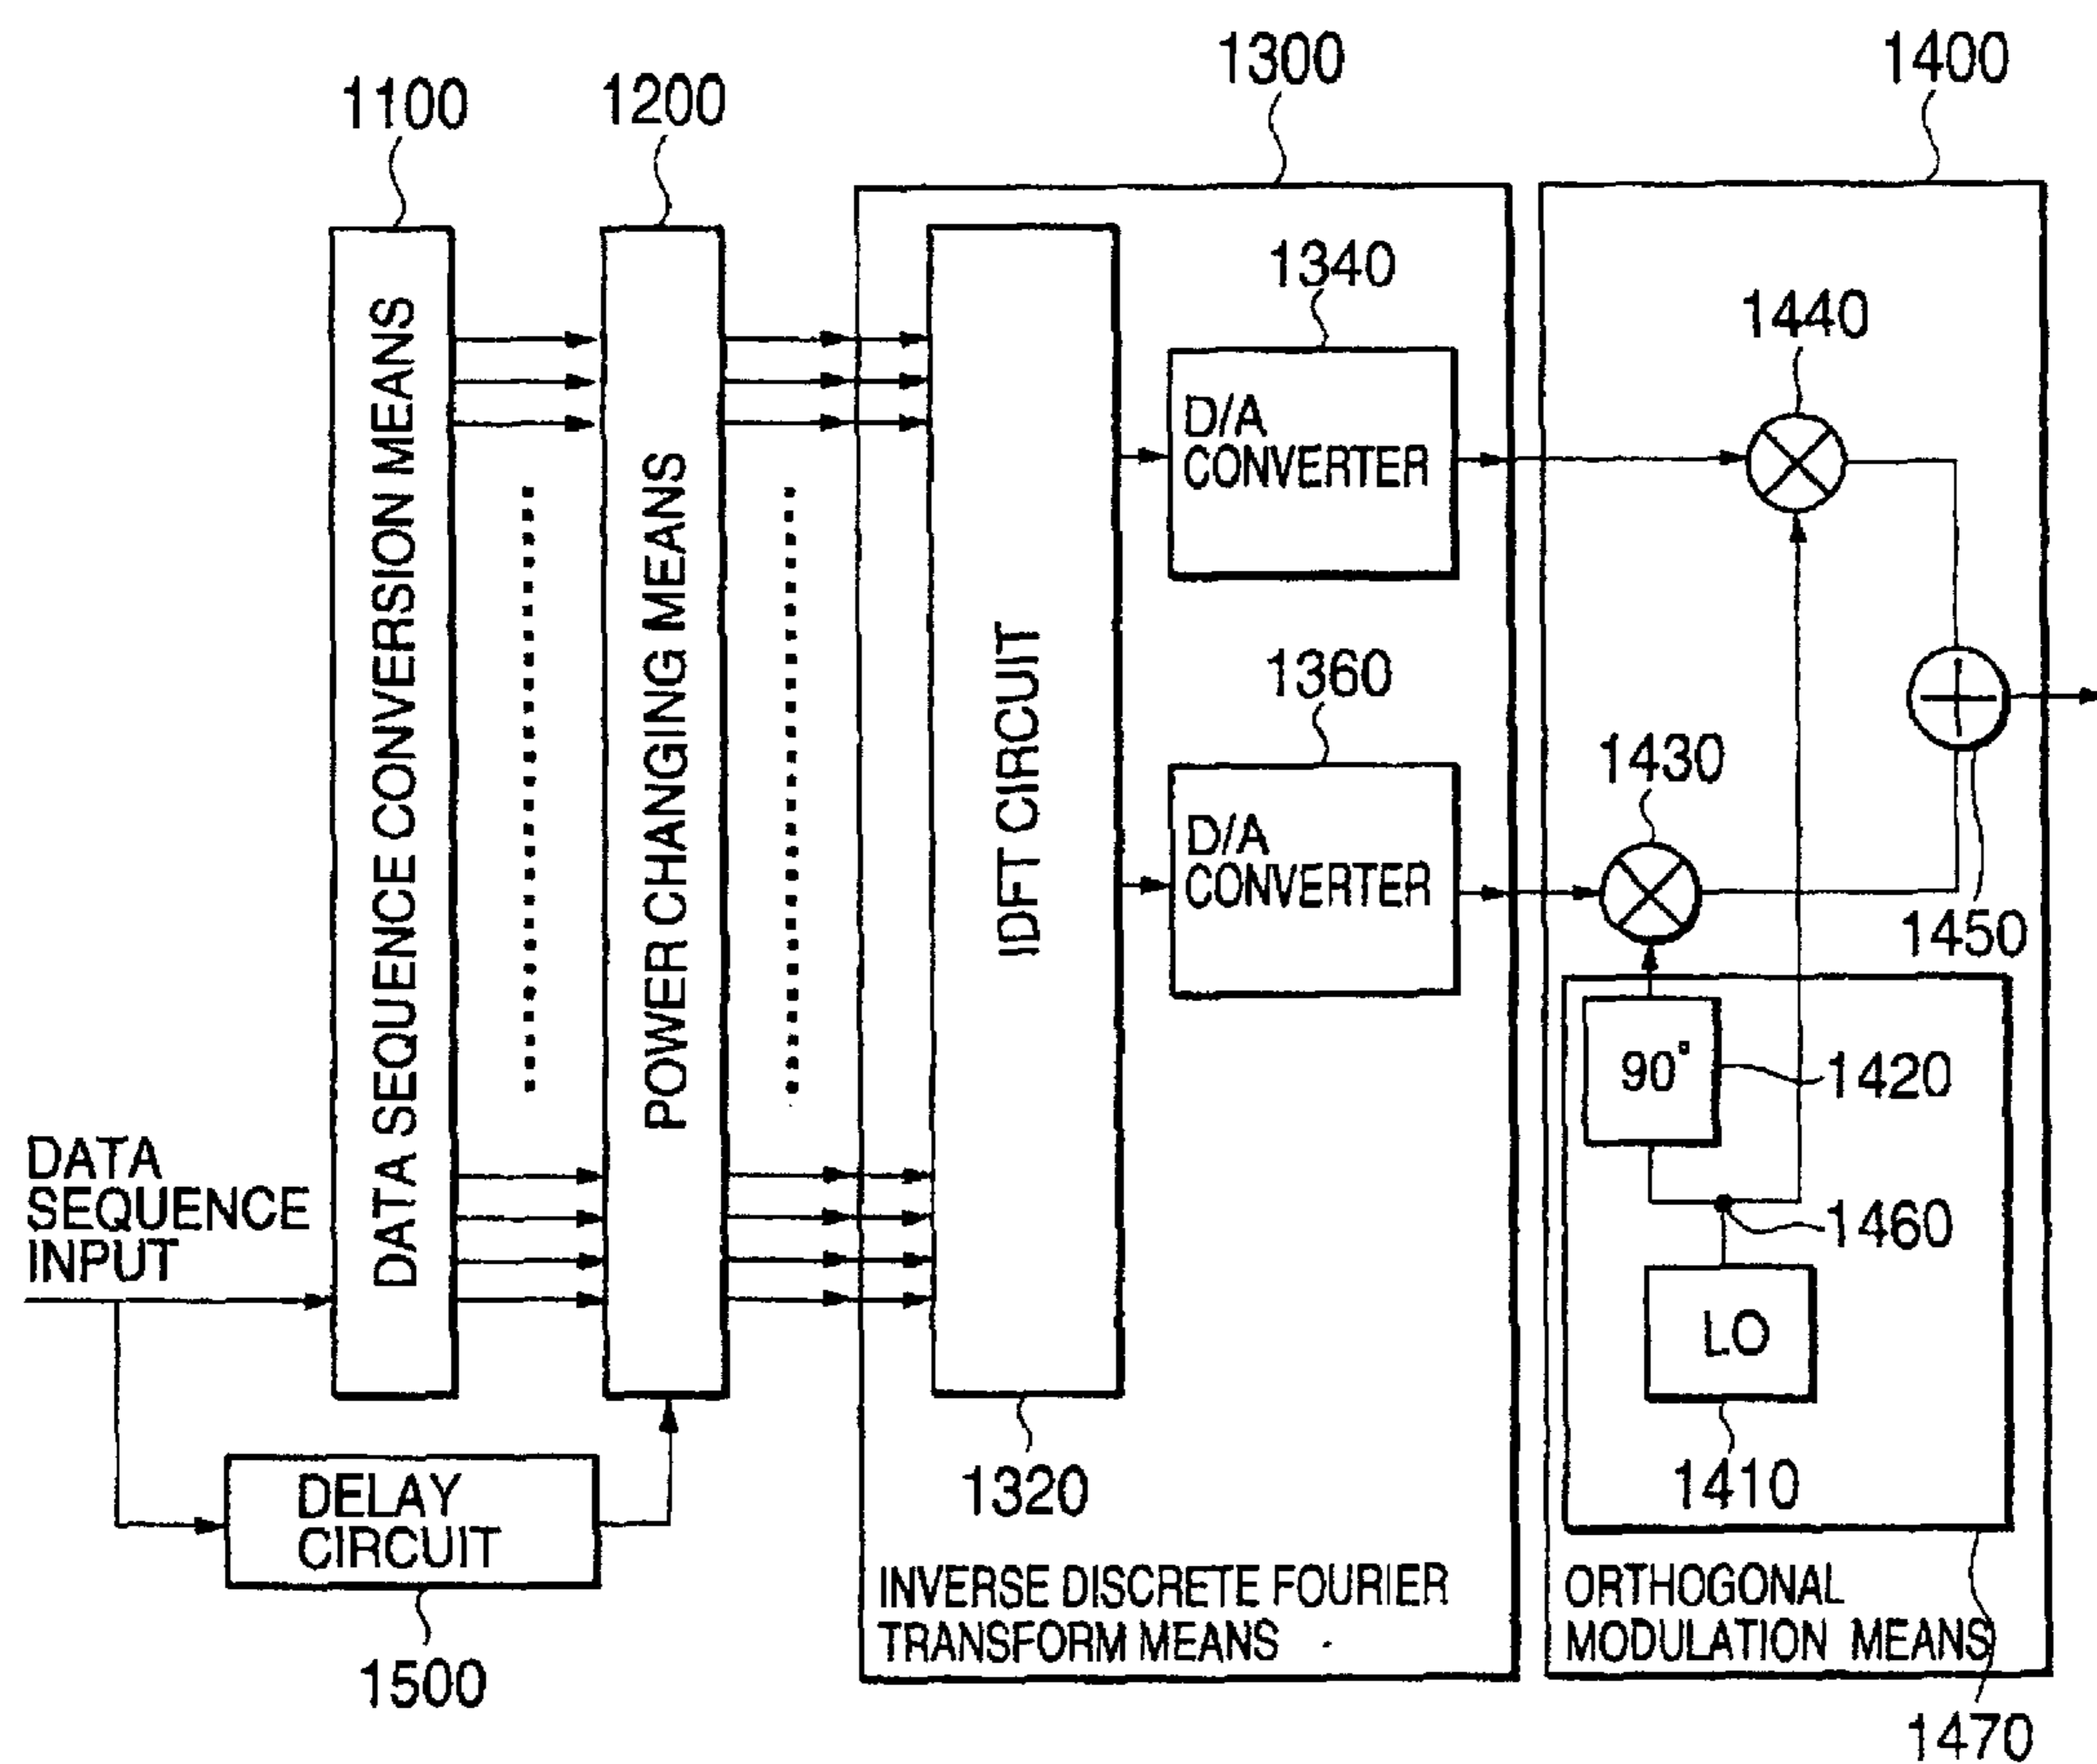 1300
1400
1100
1200
1340
1440
DATA SEQUENCE CONVERSION MEANS
POWER CHANGING MEANS
IDFT CIRCUIT
D/A
CONVERTER
1360
1430
D/A
CONVERTER
1450
90°
1420
DATA
SEQUENCE
INPUT
1460
LO
1410
1320
DELAY
CIRCUIT
1500
INVERSE DISCRETE FOURIER
TRANSFORM MEANS
ORTHOGONAL
MODULATION MEANS
1470